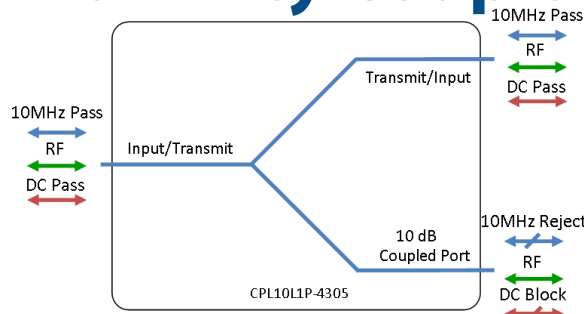 10MHz Pass
RF
Transmit/Input
DC Pass
10MHz Pass
RF
Input/Transmit
DC Pass
10 dB
Coupled Port
10MHz Reject
RF
DC Block
CPL10L1P-4305